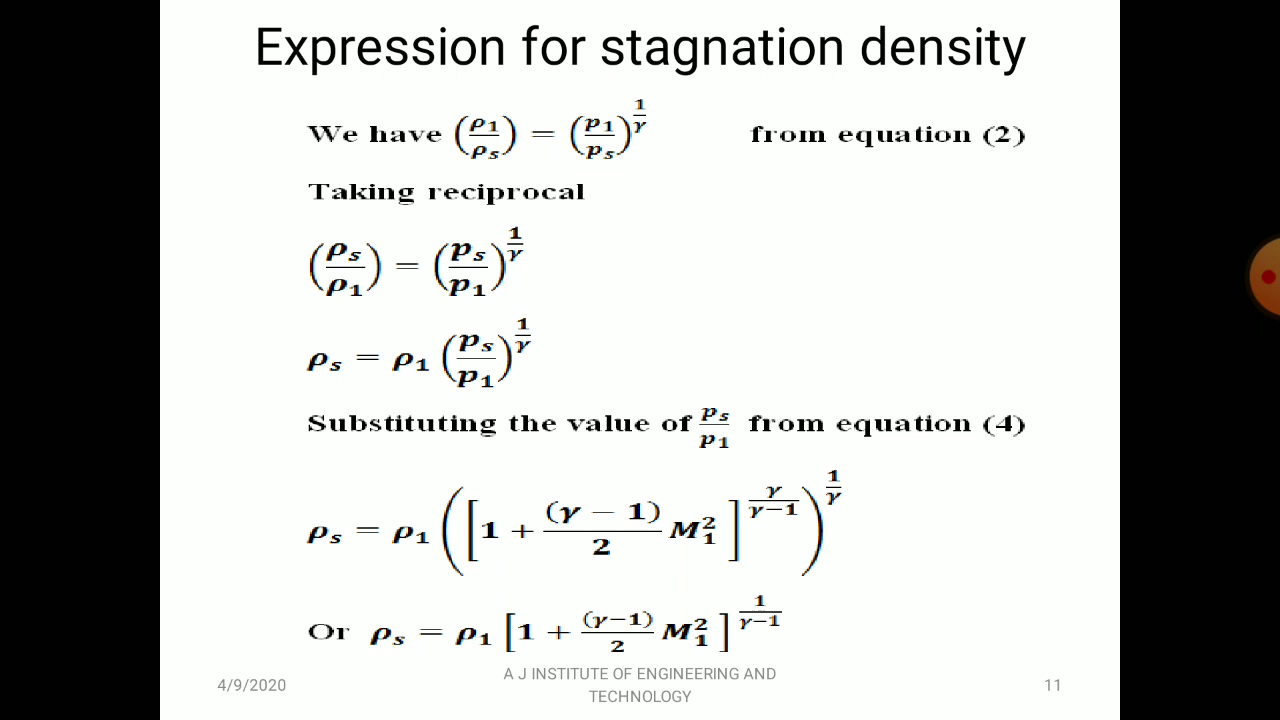 Expression for stagnation density
We have (ρ₁/ρₛ) = (p₁/pₛ)^(1/γ) from equation (2)
Taking reciprocal
(ρₛ/ρ₁) = (pₛ/p₁)^(1/γ)
ρₛ = ρ₁ (pₛ/p₁)^(1/γ)
Substituting the value of pₛ/p₁ from equation (4)
ρₛ = ρ₁ ([1 + (γ − 1)/2 M₁²]^(γ/(γ−1)))^(1/γ)
Or ρₛ = ρ₁ [1 + (γ−1)/2 M₁²]^(1/(γ−1))
4/9/2020
A J INSTITUTE OF ENGINEERING AND
TECHNOLOGY
11